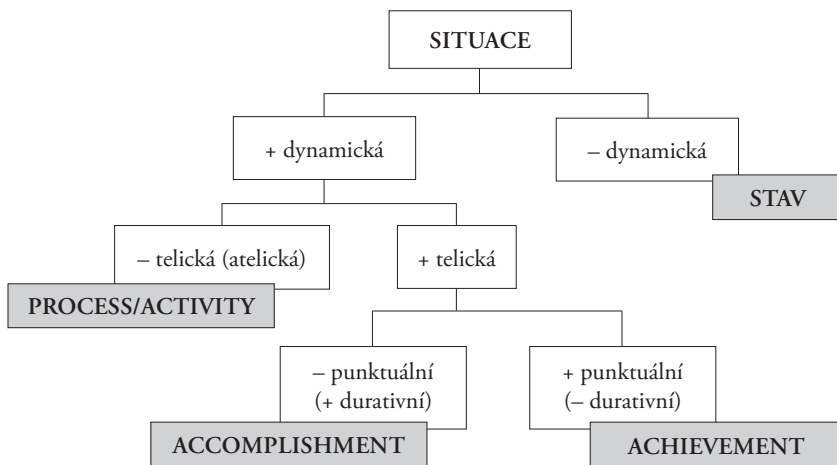 SITUACE
+ dynamická
– dynamická
STAV
– telická (atelická)
+ telická
PROCESS/ACTIVITY
– punktuální
(+ durativní)
+ punktuální
(– durativní)
ACCOMPLISHMENT
ACHIEVEMENT